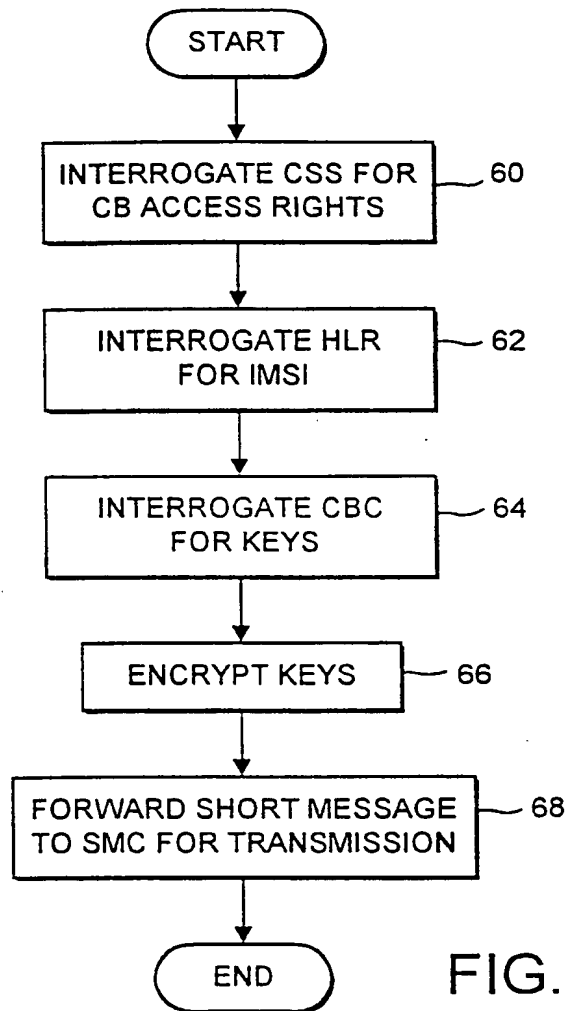 START
INTERROGATE CSS FOR
CB ACCESS RIGHTS
60
INTERROGATE HLR
FOR IMSI
62
INTERROGATE CBC
FOR KEYS
64
ENCRYPT KEYS
66
FORWARD SHORT MESSAGE
TO SMC FOR TRANSMISSION
68
END
FIG.